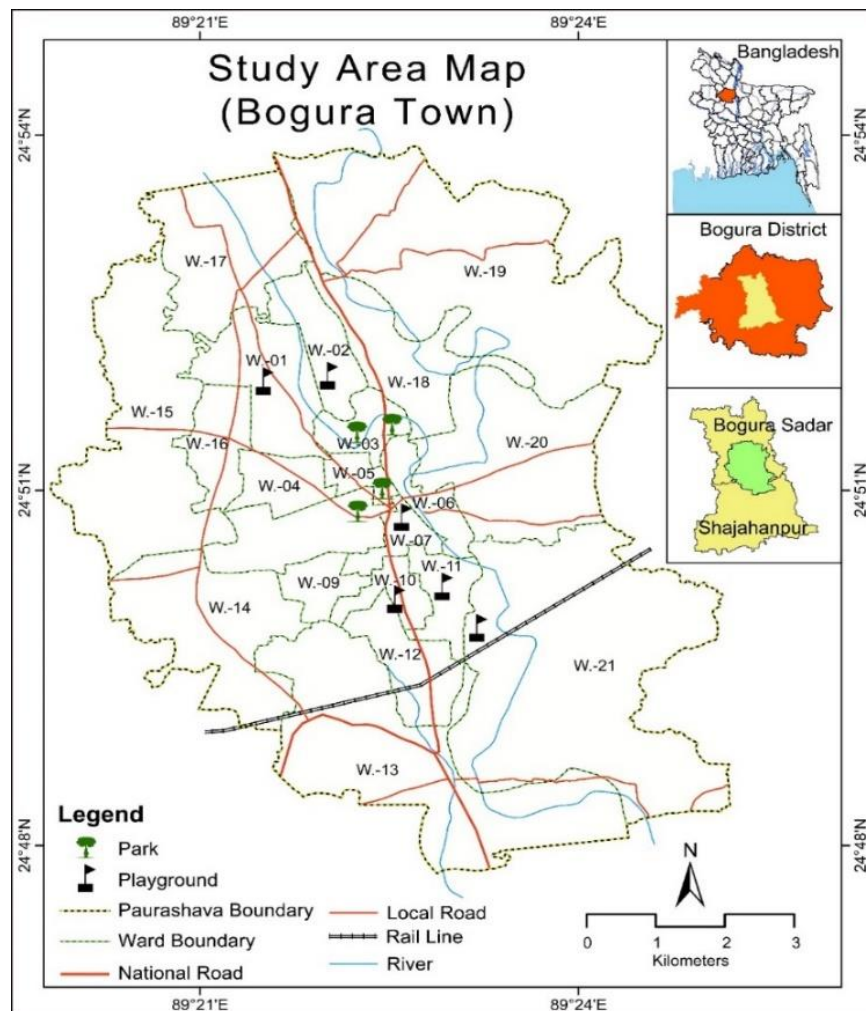 89°21'E
89°24'E
Study Area Map
(Bogura Town)
Bangladesh
24°54'N
24°54'N
Bogura District
W.-17
W.-19
W.-01
W.-02
W.-18
W.-15
W.-16
W.-03
W.-20
Bogura Sadar
24°51'N
W.-05
24°51'N
W.-04
W.-06
Shajahanpur
W.-07
W.-09
W.-10
W.-11
W.-14
W.-12
W.-21
W.-13
Legend
Park
Playground
Paurashava Boundary
Ward Boundary
National Road
Local Road
Rail Line
River
N
0 1 2 3
Kilometers
24°48'N
24°48'N
89°21'E
89°24'E